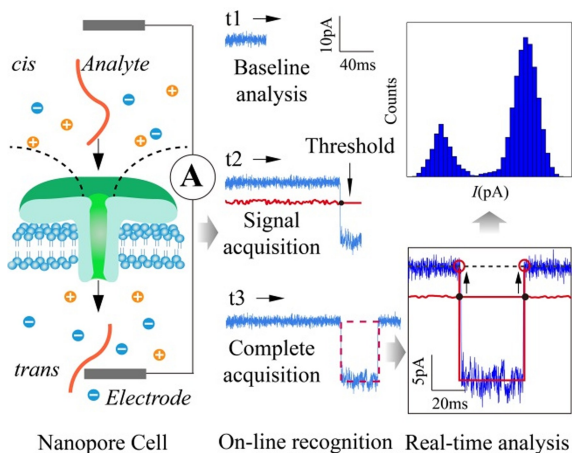 cis
Analyte
A
trans
Electrode
Nanopore Cell
t1
10pA
40ms
Baseline
analysis
t2
Threshold
Signal
acquisition
t3
Complete
acquisition
On-line recognition
Counts
I(pA)
5pA
20ms
Real-time analysis